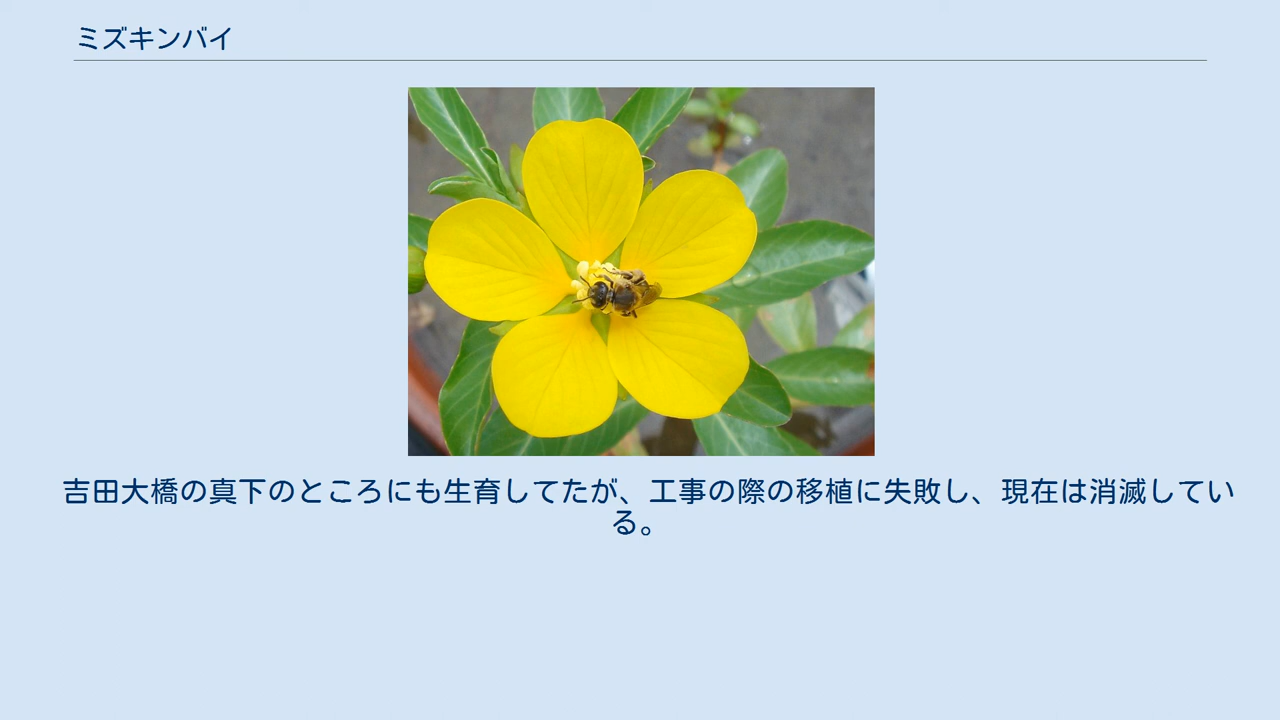 ミズキンバイ
吉田大橋の真下のところにも生育してたが、工事の際の移植に失敗し、現在は消滅してい
る。